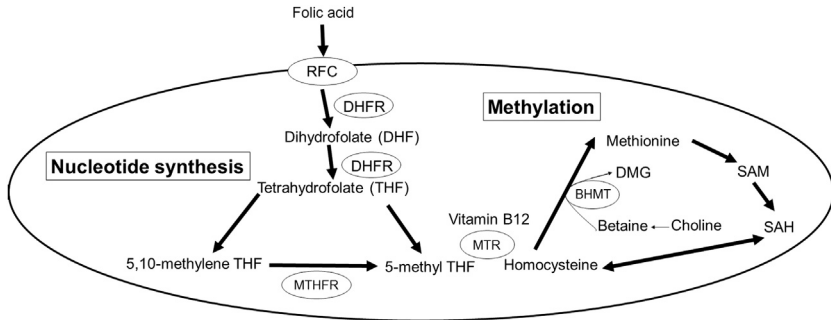 Folic acid
RFC
DHFR
Dihydrofolate (DHF)
DHFR
Tetrahydrofolate (THF)
Nucleotide synthesis
5,10-methylene THF
MTHFR
5-methyl THF
Methylation
Methionine
SAM
SAH
DMG
BHMT
Betaine
Choline
Vitamin B12
MTR
Homocysteine